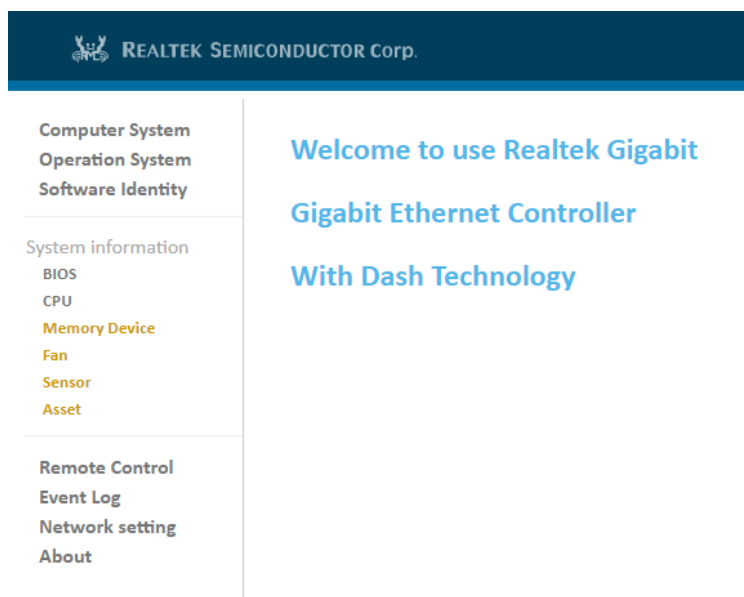 REALTEK SEMICONDUCTOR Corp.
Computer System
Operation System
Software Identity
System information
BIOS
CPU
Memory Device
Fan
Sensor
Asset
Remote Control
Event Log
Network setting
About
Welcome to use Realtek Gigabit
Gigabit Ethernet Controller
With Dash Technology